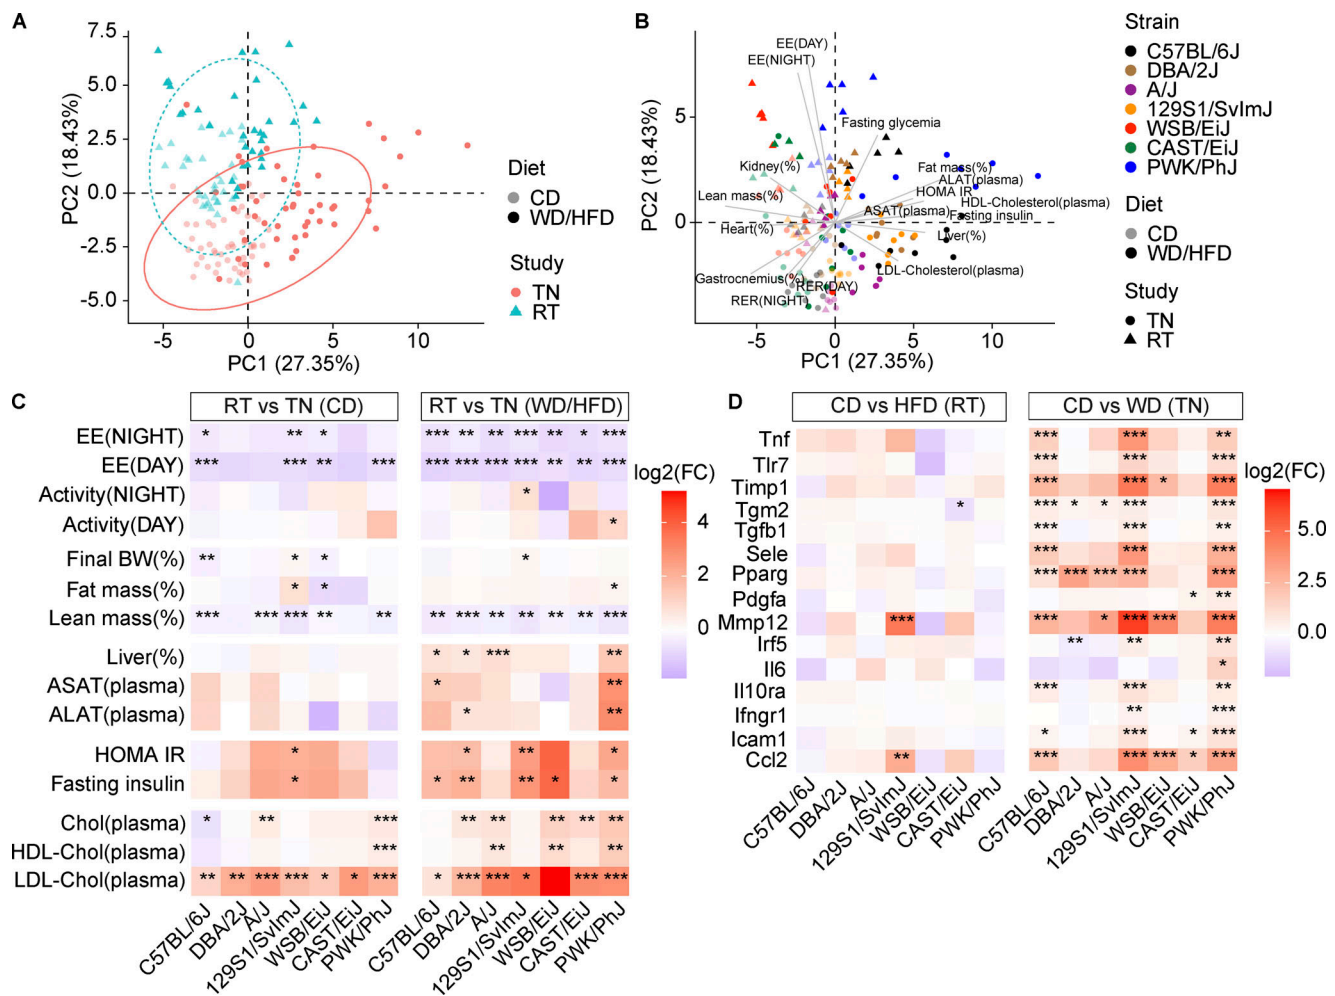 A
7.5
5.0
2.5
0.0
-2.5
-5.0
PC2 (18.43%)
-5
0
5
10
PC1 (27.35%)
Diet
CD
WD/HFD
Study
TN
RT
B
EE(DAY)
EE(NIGHT)
Fasting glycemia
Kidney(%)
Fat mass(%)
ALAT(plasma)
Lean mass(%)
HOMA IR
HDL-Cholesterol(plasma)
ASAT(plasma)
Fasting insulin
Heart(%)
Liver(%)
LDL-Cholesterol(plasma)
Gastrocnemius(%)
RER(DAY)
RER(NIGHT)
5
0
PC2 (18.43%)
-5
0
5
10
PC1 (27.35%)
Strain
C57BL/6J
DBA/2J
A/J
129S1/SvImJ
WSB/EiJ
CAST/EiJ
PWK/PhJ
Diet
CD
WD/HFD
Study
TN
RT
C
RT vs TN (CD)
RT vs TN (WD/HFD)
EE(NIGHT) * ** * *** ** ** *** ** * ***
EE(DAY) *** *** ** *** *** *** *** *** ** ** ***
Activity(NIGHT) *
Activity(DAY) *
Final BW(%) ** * * *
Fat mass(%) * * *
Lean mass(%) *** *** *** ** ** ** *** ** ** ** ** ***
Liver(%) * * *** **
ASAT(plasma) * **
ALAT(plasma) * **
HOMA IR * * ** *
Fasting insulin * * ** ** * *
Chol(plasma) * ** *** ** ** ** ** **
HDL-Chol(plasma) *** ** ** **
LDL-Chol(plasma) ** ** *** *** * * *** * *** *** * *** ***
C57BL/6J
DBA/2J
A/J
129S1/SvImJ
WSB/EiJ
CAST/EiJ
PWK/PhJ
C57BL/6J
DBA/2J
A/J
129S1/SvImJ
WSB/EiJ
CAST/EiJ
PWK/PhJ
log2(FC)
4
2
0
D
CD vs HFD (RT)
CD vs WD (TN)
Tnf *** *** **
Tlr7 *** *** ***
Timp1 *** *** * ***
Tgm2 * *** * * *** ***
Tgfb1 *** *** **
Sele *** *** ***
Pparg *** *** *** *** ***
Pdgfa * **
Mmp12 *** *** * *** *** ***
Irf5 ** ** **
Il6 *
Il10ra *** *** **
Ifngr1 ** ***
Icam1 * *** * ***
Ccl2 ** *** *** *** * ***
C57BL/6J
DBA/2J
A/J
129S1/SvImJ
WSB/EiJ
CAST/EiJ
PWK/PhJ
C57BL/6J
DBA/2J
A/J
129S1/SvImJ
WSB/EiJ
CAST/EiJ
PWK/PhJ
log2(FC)
5.0
2.5
0.0